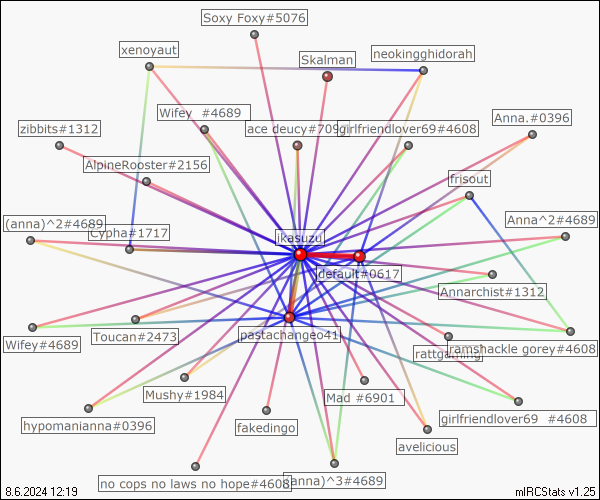 Soxy Foxy#5076
xenoyaut
Skalman
neokingghidorah
Wifey #4689
Anna.#0396
zibbits#1312
ace deucy#709
girlfriendlover69#4608
AlpineRooster#2156
frisout
(anna)^2#4689
Cypha#1717
ikasuzu
Anna^2#4689
default#0617
Annarchist#1312
Wifey#4689
Toucan#2473
pastachangeo41
ramshackle gorey#4608
Mushy#1984
Mad #6901
hypomanianna#0396
fakedingo
girlfriendlover69 #4608
avelicious
no cops no laws no hope#4608
(anna)^3#4689
8.6.2024 12:19
mIRCStats v1.25